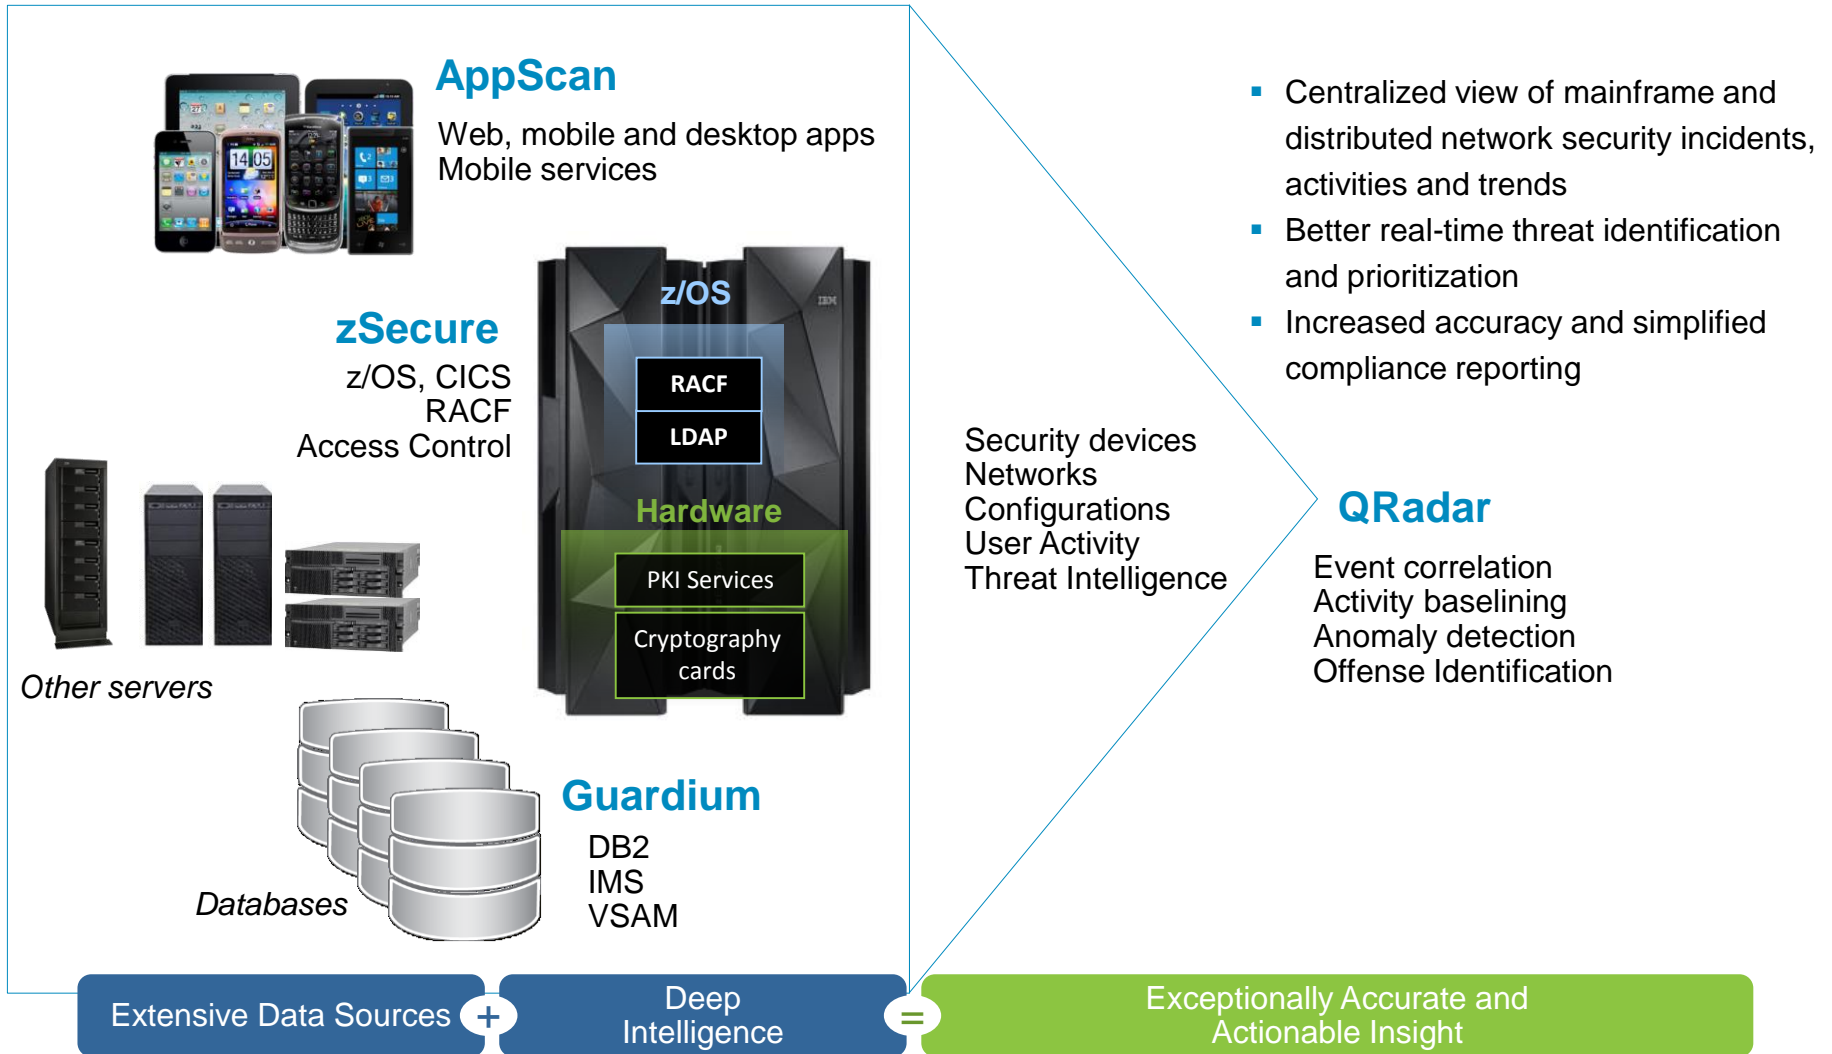 AppScan
Web, mobile and desktop apps
Mobile services
14 05
z/OS
IBM
zSecure
z/OS, CICS
RACF
Access Control
RACF
LDAP
Hardware
PKI Services
Cryptography
cards
Other servers
Guardium
DB2
IMS
VSAM
Databases
Security devices
Networks
Configurations
User Activity
Threat Intelligence
▪ Centralized view of mainframe and
distributed network security incidents,
activities and trends
▪ Better real-time threat identification
and prioritization
▪ Increased accuracy and simplified
compliance reporting
QRadar
Event correlation
Activity baselining
Anomaly detection
Offense Identification
Extensive Data Sources
+
Deep
Intelligence
=
Exceptionally Accurate and
Actionable Insight